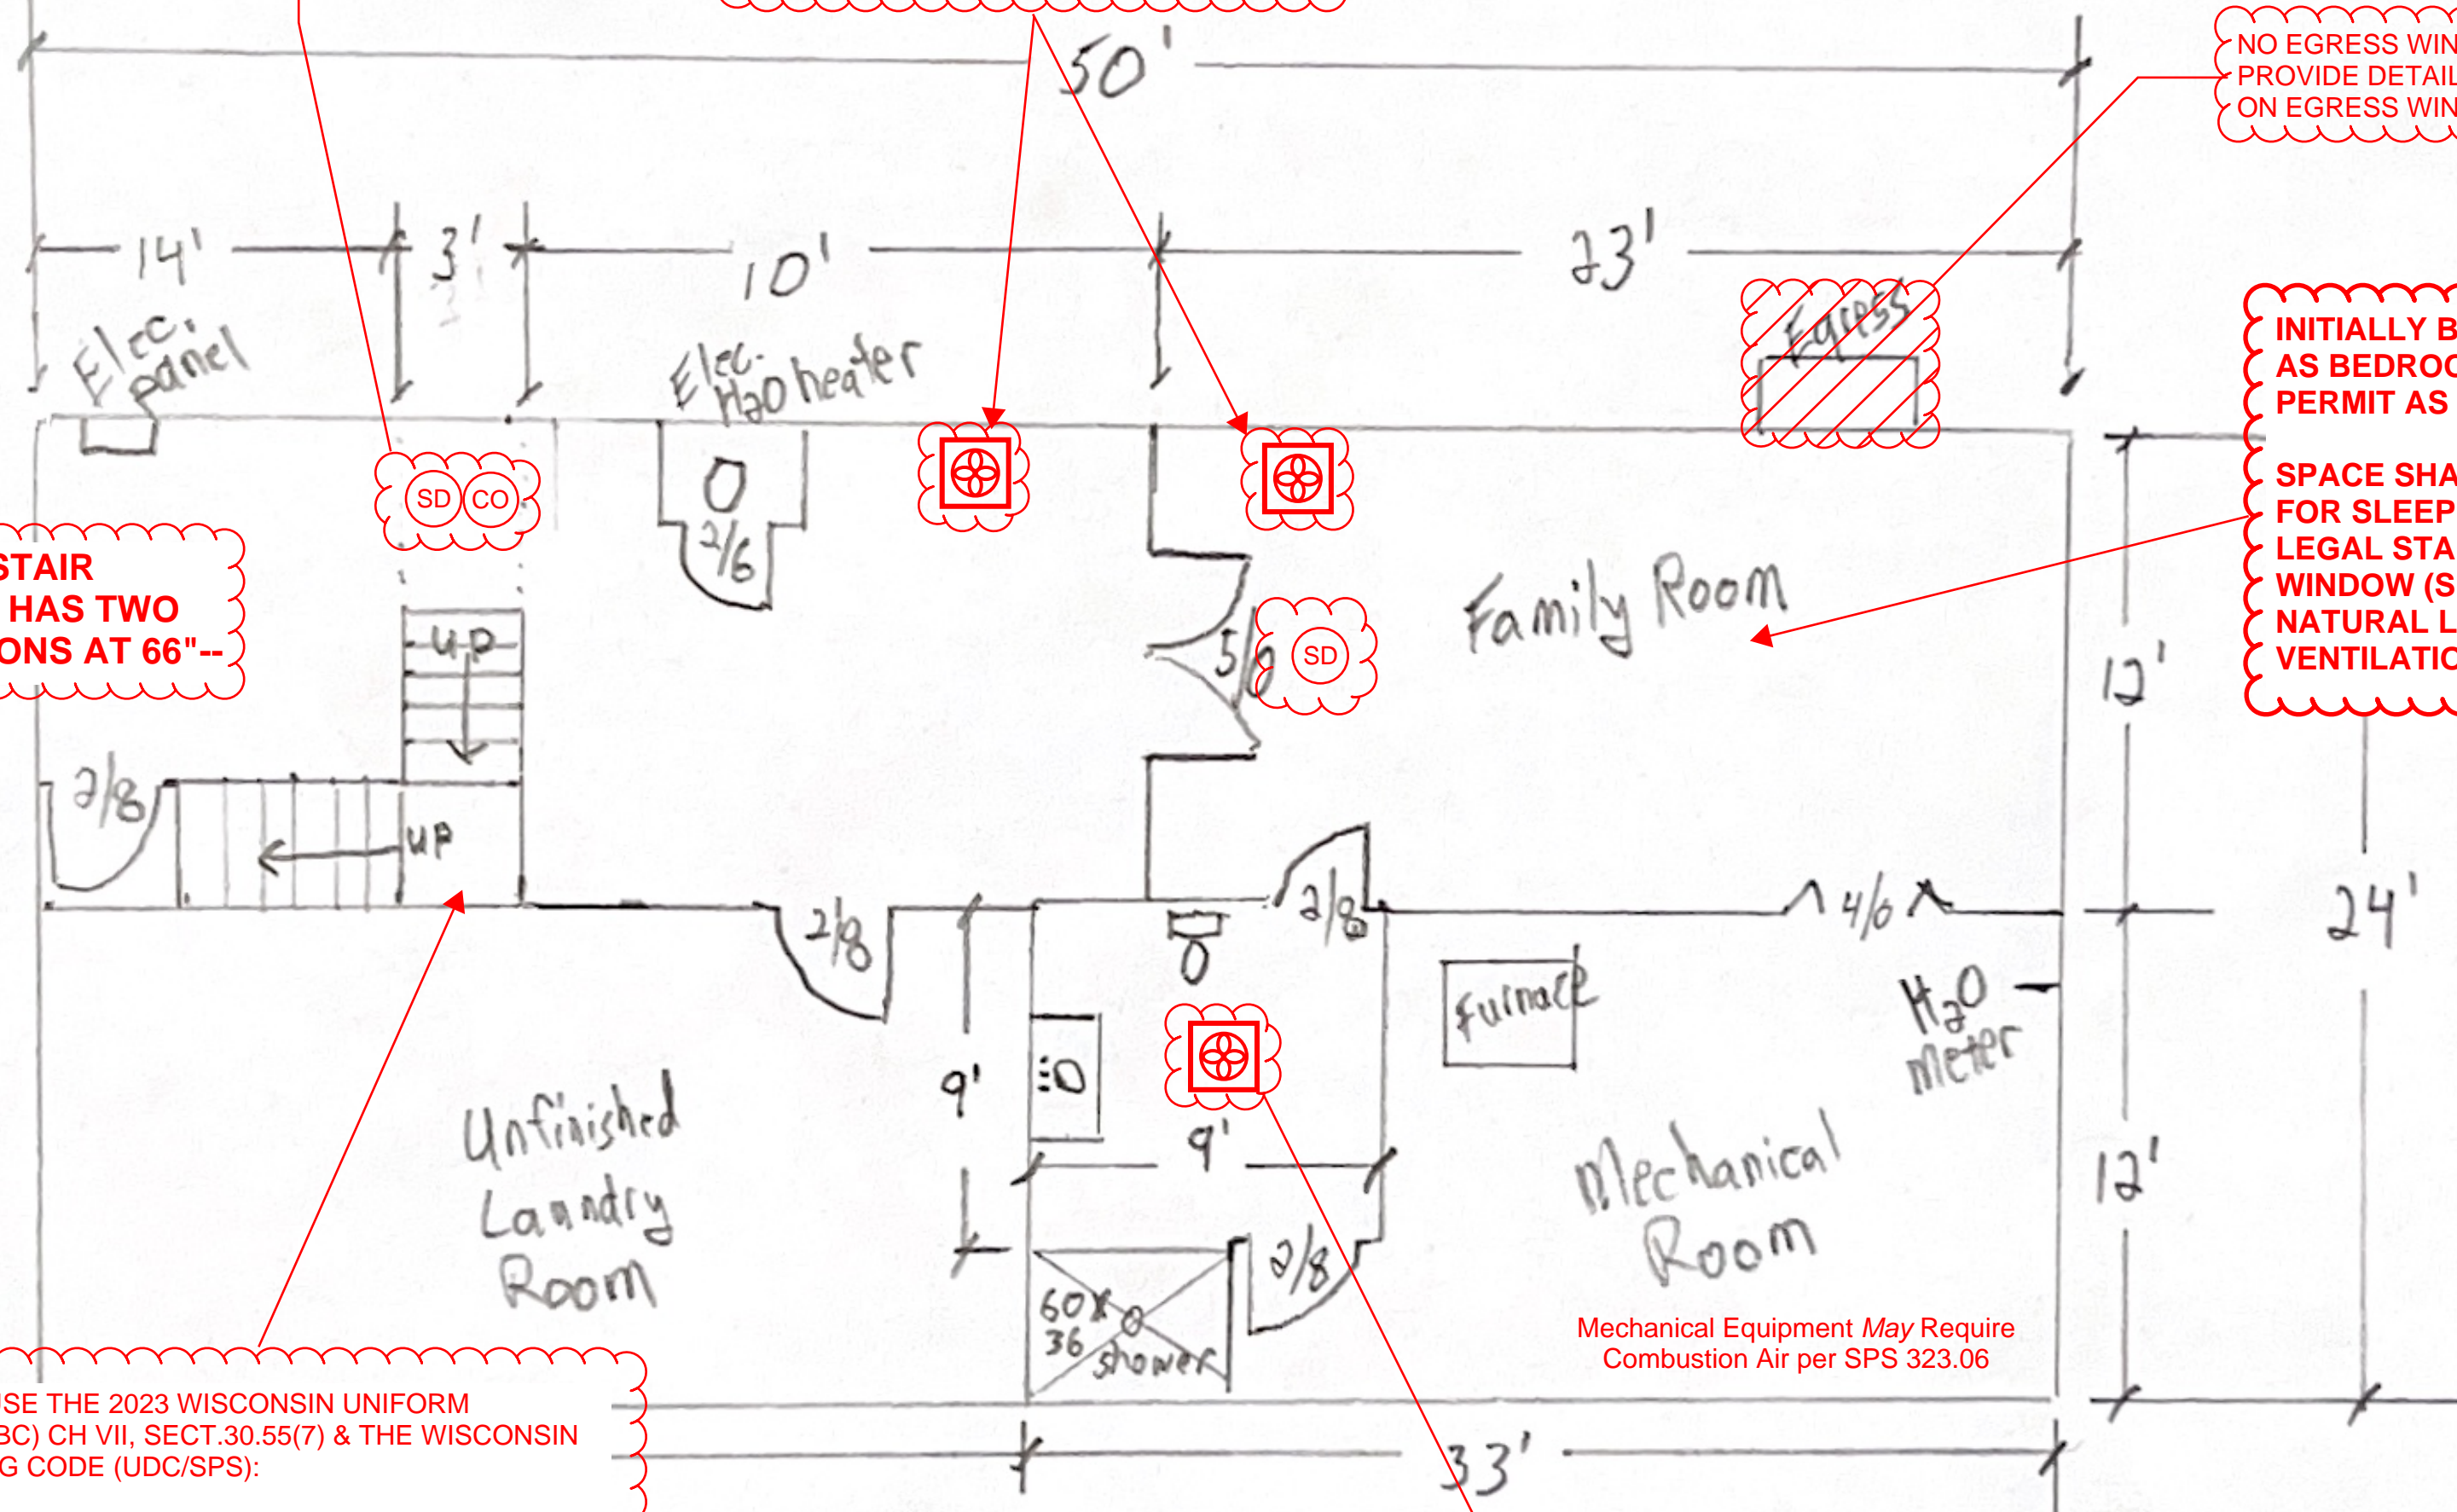 50'
NO EGRESS WIN
PROVIDE DETAIL
ON EGRESS WIN
14'
3'
10'
23'
Elec.
panel
Elec.
H2O heater
Egress
INITIALLY B
AS BEDROO
PERMIT AS
SPACE SHA
FOR SLEEP
LEGAL STA
WINDOW (S
NATURAL L
VENTILATIO
SD CO
2/6
STAIR
HAS TWO
ONS AT 66"--
up
5/0
SD
Family Room
12'
2/8
up
2/8
2/8
4/0
24'
Furnace
H2O
meter
9'
9'
Unfinished
Laundry
Room
Mechanical
Room
12'
2/8
60x
36
shower
Mechanical Equipment May Require
Combustion Air per SPS 323.06
SE THE 2023 WISCONSIN UNIFORM
BC) CH VII, SECT.30.55(7) & THE WISCONSIN
G CODE (UDC/SPS):
33'